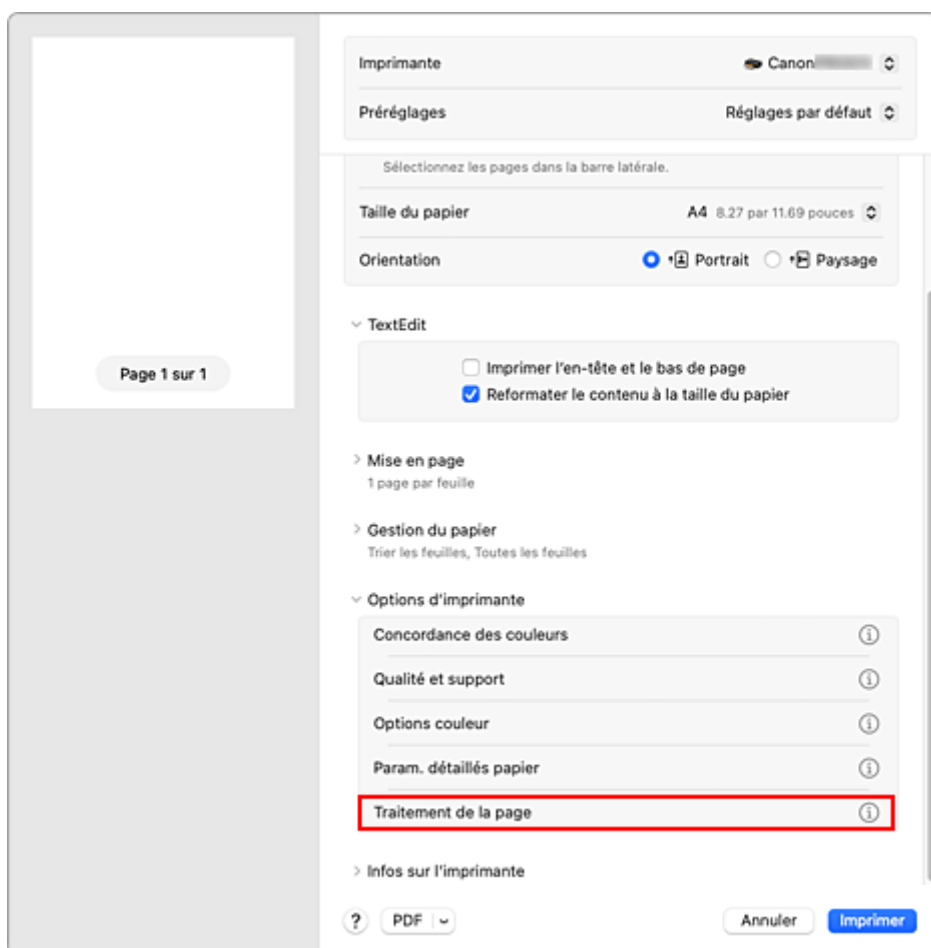 Page 1 sur 1
Imprimante Canon
Préréglages Réglages par défaut
Sélectionnez les pages dans la barre latérale.
Taille du papier A4 8.27 par 11.69 pouces
Orientation Portrait Paysage
TextEdit
Imprimer l'en-tête et le bas de page
Reformater le contenu à la taille du papier
Mise en page
1 page par feuille
Gestion du papier
Trier les feuilles, Toutes les feuilles
Options d'imprimante
Concordance des couleurs
Qualité et support
Options couleur
Param. détaillés papier
Traitement de la page
Infos sur l'imprimante
? PDF Annuler Imprimer